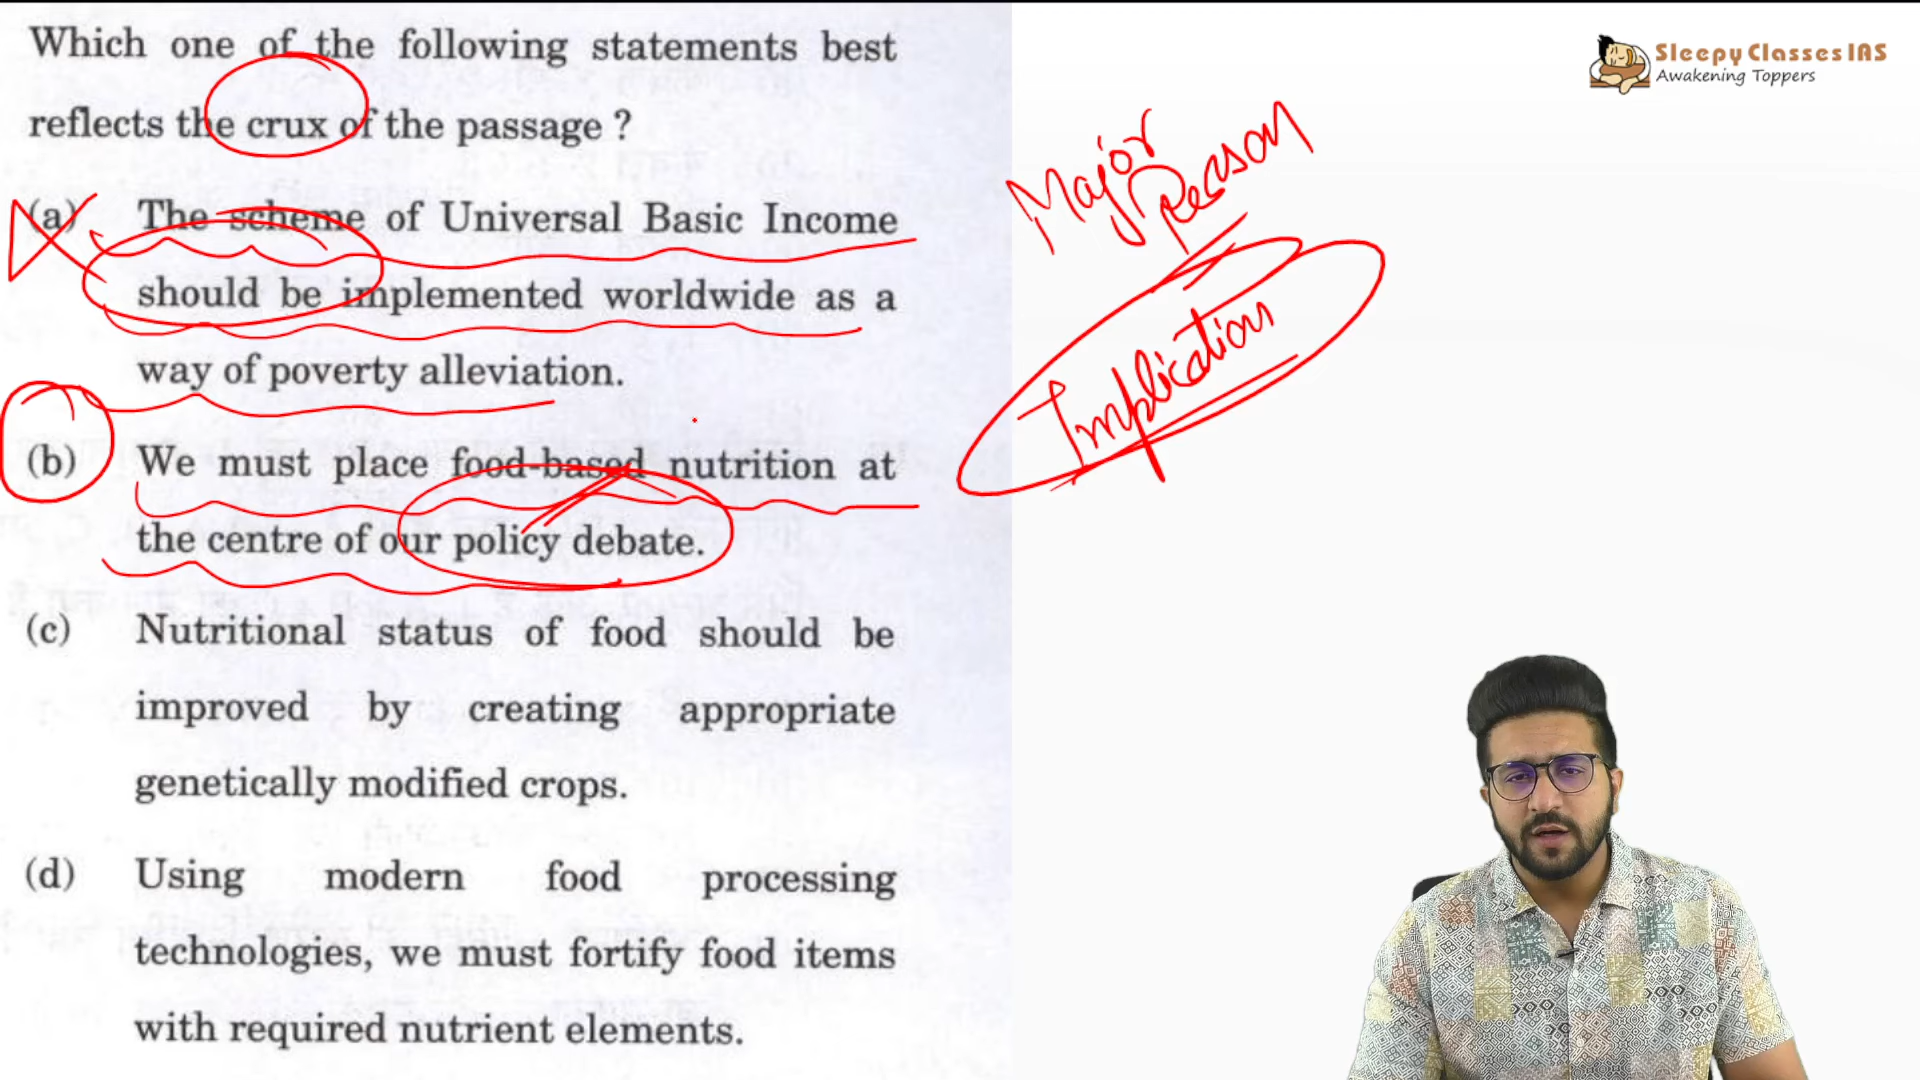 Which one of the following statements best
reflects the crux of the passage ?
(a) The scheme of Universal Basic Income
should be implemented worldwide as a
way of poverty alleviation.
(b) We must place food-based nutrition at
the centre of our policy debate.
(c) Nutritional status of food should be
improved by creating appropriate
genetically modified crops.
(d) Using modern food processing
technologies, we must fortify food items
with required nutrient elements.
Major
Reason
Implication
Sleepy Classes IAS
Awakening Toppers